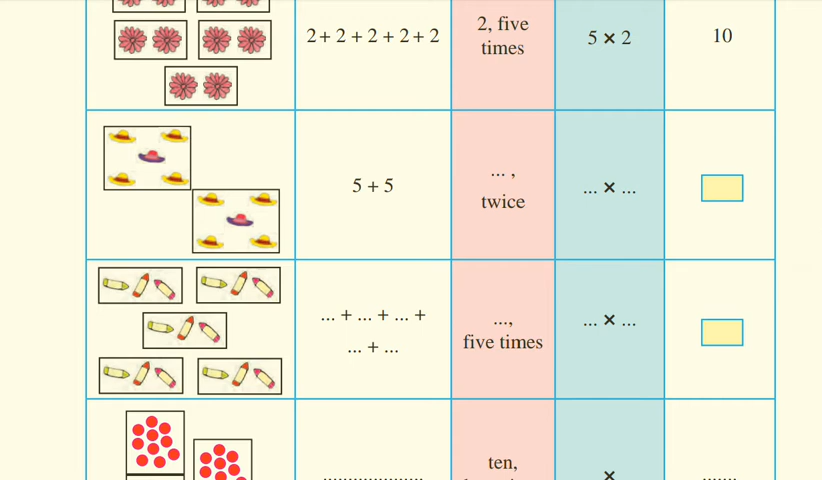 2 + 2 + 2 + 2 + 2
2, five
times
5 × 2
10
5 + 5
... ,
twice
... × ...
... + ... + ... +
... + ...
...,
five times
... × ...
.....................
ten,
×
.......